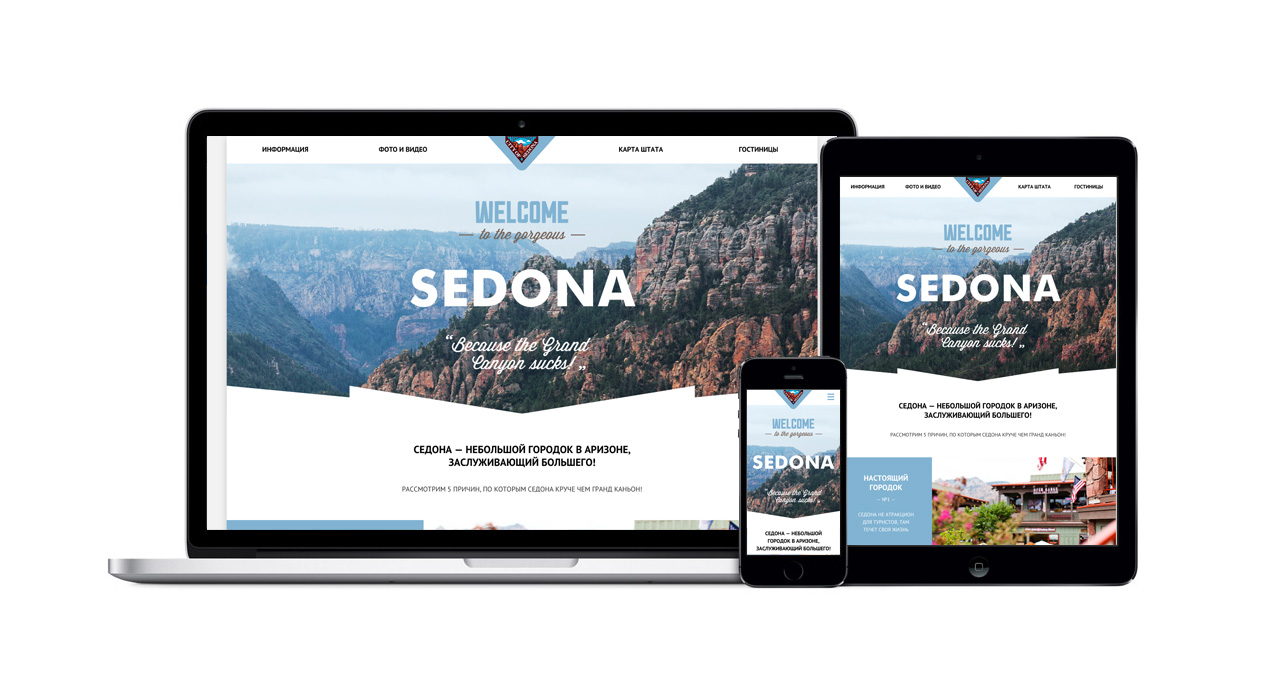 ИНФОРМАЦИЯ
ФОТО И ВИДЕО
КАРТА ШТАТА
ГОСТИНИЦЫ
WELCOME
to the gorgeous
SEDONA
“Because the Grand
Canyon sucks! „
СЕДОНА — НЕБОЛЬШОЙ ГОРОДОК В АРИЗОНЕ,
ЗАСЛУЖИВАЮЩИЙ БОЛЬШЕГО!
РАССМОТРИМ 5 ПРИЧИН, ПО КОТОРЫМ СЕДОНА КРУЧЕ ЧЕМ ГРАНД КАНЬОН!
WELCOME
to the gorgeous
SEDONA
“Because the Grand
Canyon sucks! „
СЕДОНА — НЕБОЛЬШОЙ
ГОРОДОК В АРИЗОНЕ,
ЗАСЛУЖИВАЮЩИЙ БОЛЬШЕГО!
ИНФОРМАЦИЯ
ФОТО И ВИДЕО
КАРТА ШТАТА
ГОСТИНИЦЫ
WELCOME
to the gorgeous
SEDONA
“Because the Grand
Canyon sucks! „
СЕДОНА — НЕБОЛЬШОЙ ГОРОДОК В АРИЗОНЕ,
ЗАСЛУЖИВАЮЩИЙ БОЛЬШЕГО!
РАССМОТРИМ 5 ПРИЧИН, ПО КОТОРЫМ СЕДОНА КРУЧЕ ЧЕМ ГРАНД КАНЬОН!
НАСТОЯЩИЙ
ГОРОДОК
— №1 —
СЕДОНА НЕ АТРАКЦИОН
ДЛЯ ТУРИСТОВ, ТАМ
ТЕЧЕТ СВОЯ ЖИЗНЬ